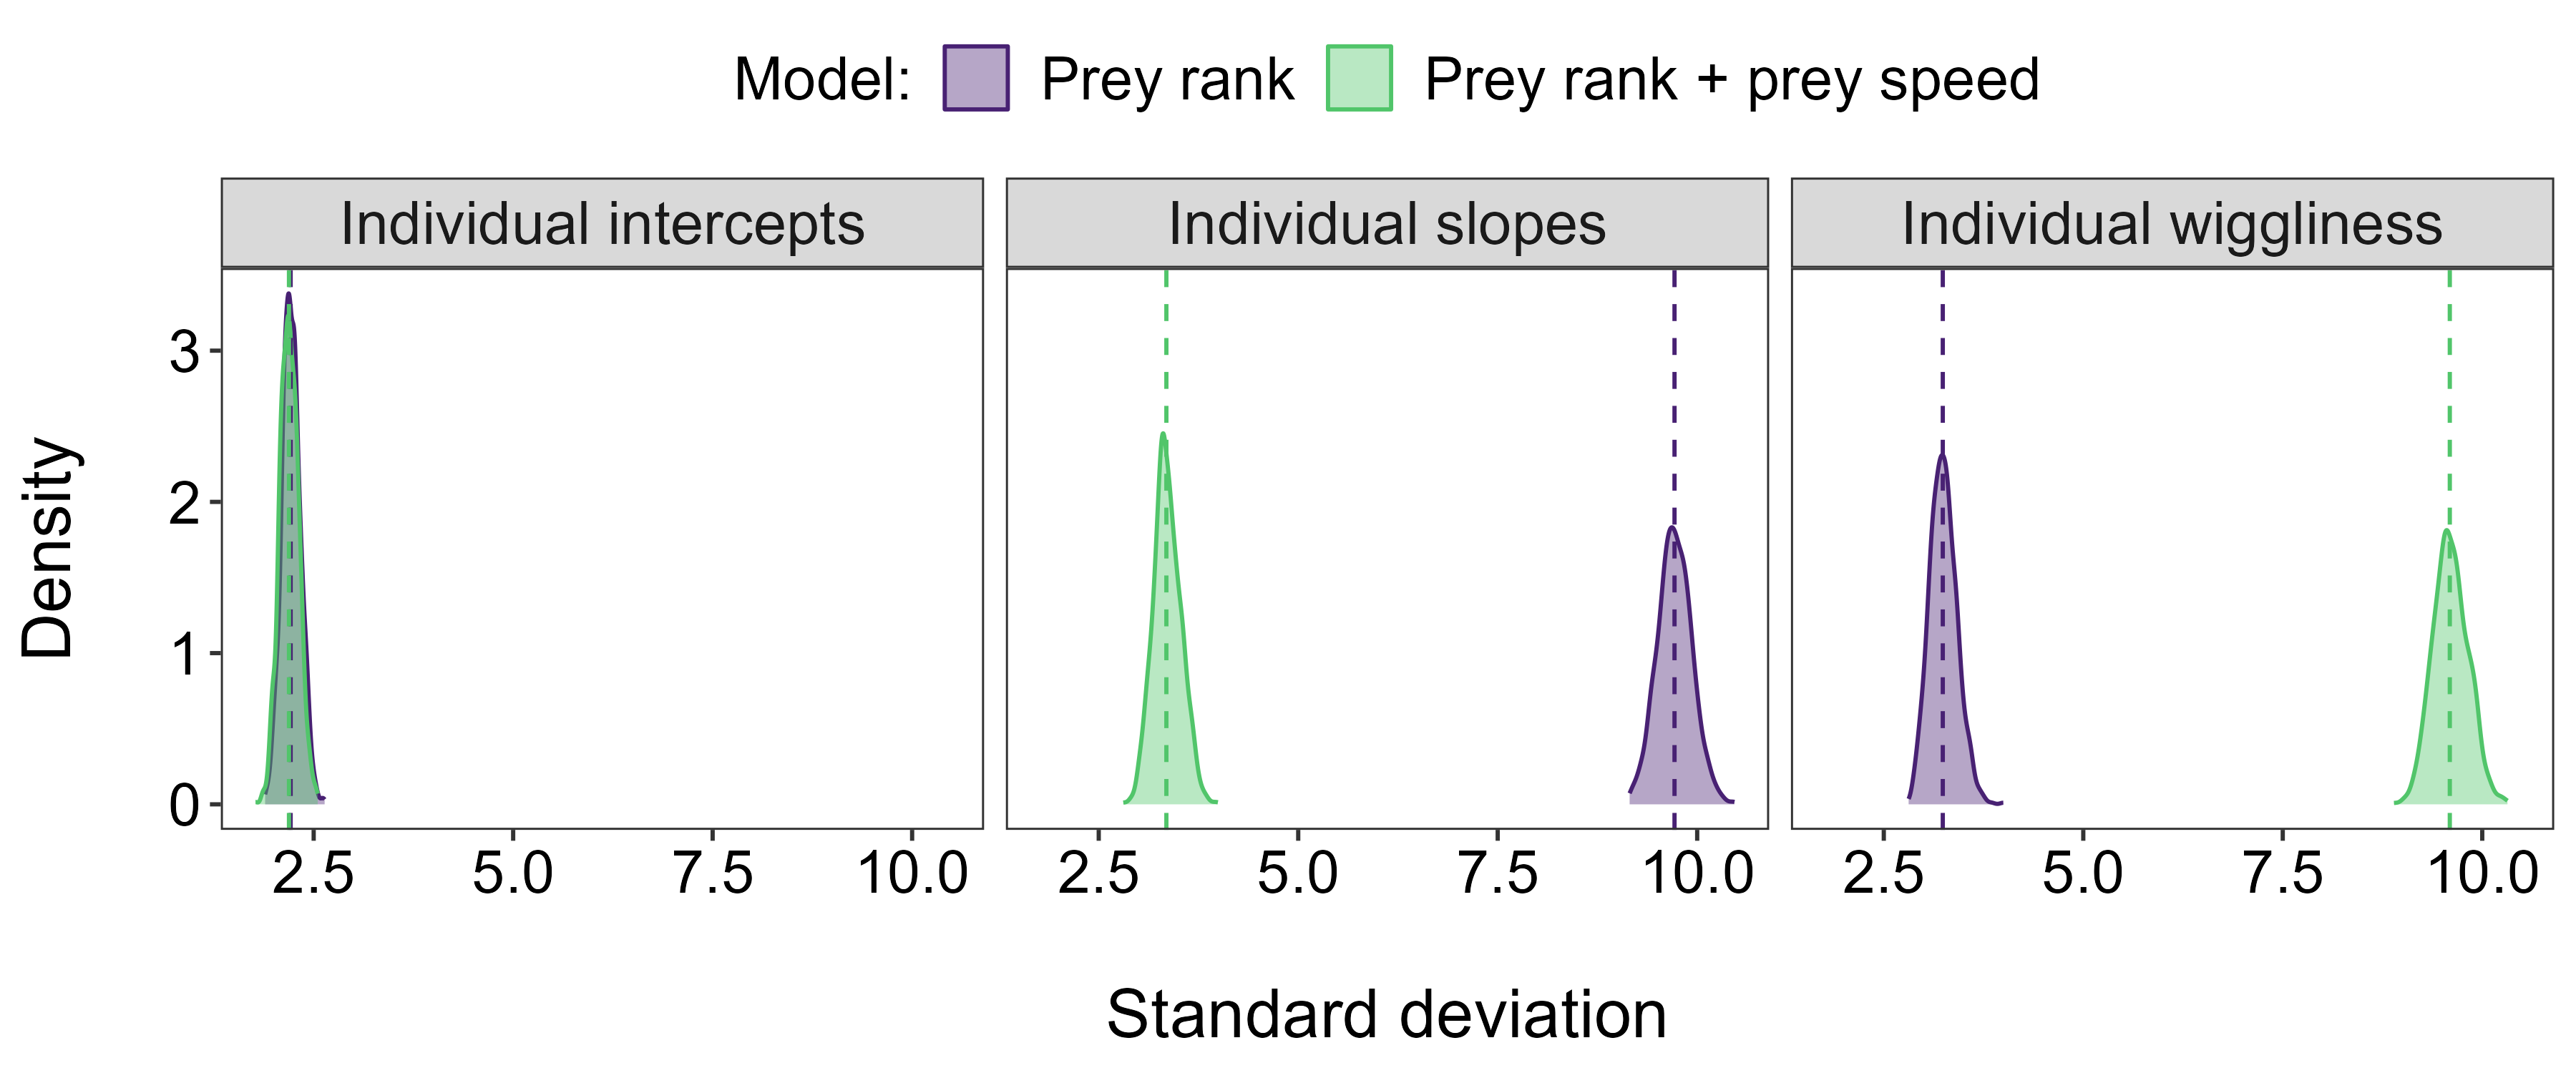 Model: Prey rank Prey rank + prey speed
Individual intercepts Individual slopes Individual wiggliness
Density
3
2
1
0
2.5 5.0 7.5 10.0 2.5 5.0 7.5 10.0 2.5 5.0 7.5 10.0
Standard deviation